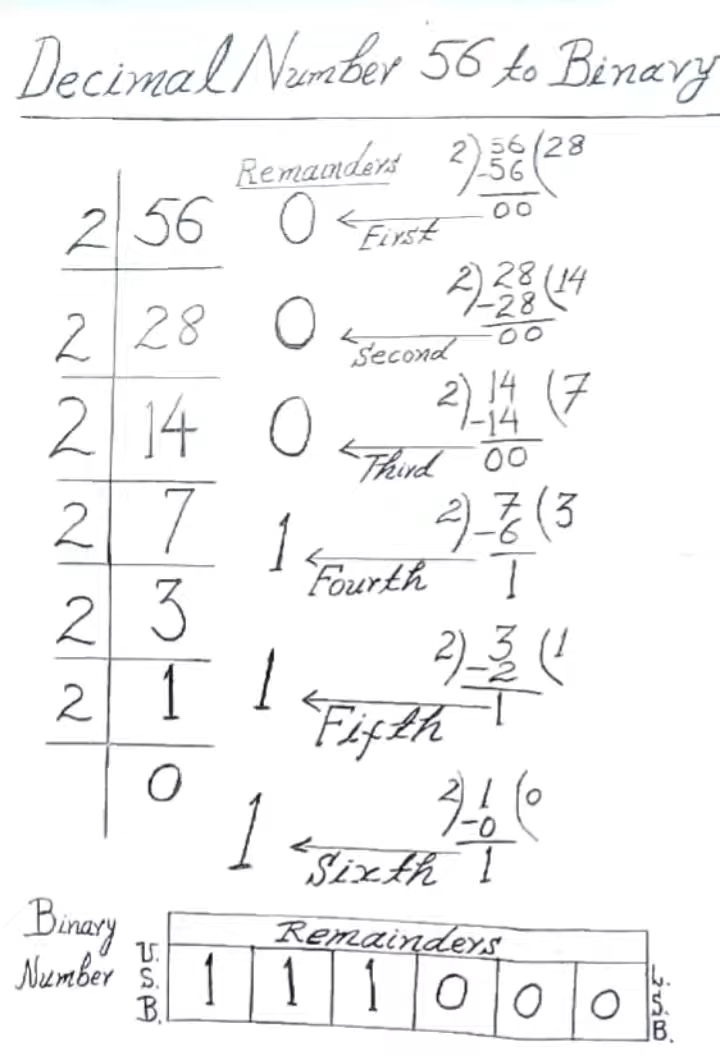 Decimal Number 56 to Binary
Remainders
2 56 0 First 2) 56 (28
-56
00
2 28 0 Second 2) 28 (14
-28
00
2 14 0 Third 2) 14 (7
-14
00
2 7 1 Fourth 2) 7 (3
-6
1
2 3 1 Fifth 2) 3 (1
-2
1
2 1 1 Sixth 2) 1 (0
-0
1
0
Binary Number
Remainders
U.S.B. 1 1 1 0 0 0 L.S.B.